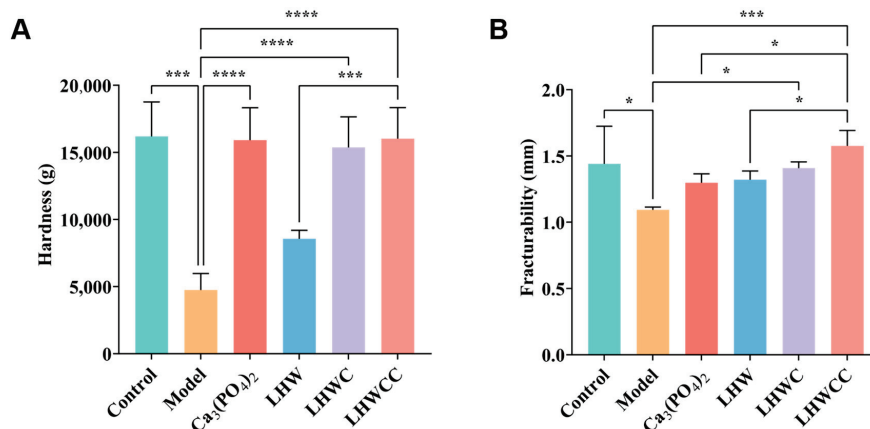 A
****
****
*** **** ***
20,000
15,000
10,000
5,000
0
Hardness (g)
Control
Model
Ca₃(PO₄)₂
LHW
LHWC
LHWCC
B
***
*
*
* *
2.0
1.5
1.0
0.5
0.0
Fracturability (mm)
Control
Model
Ca₃(PO₄)₂
LHW
LHWC
LHWCC